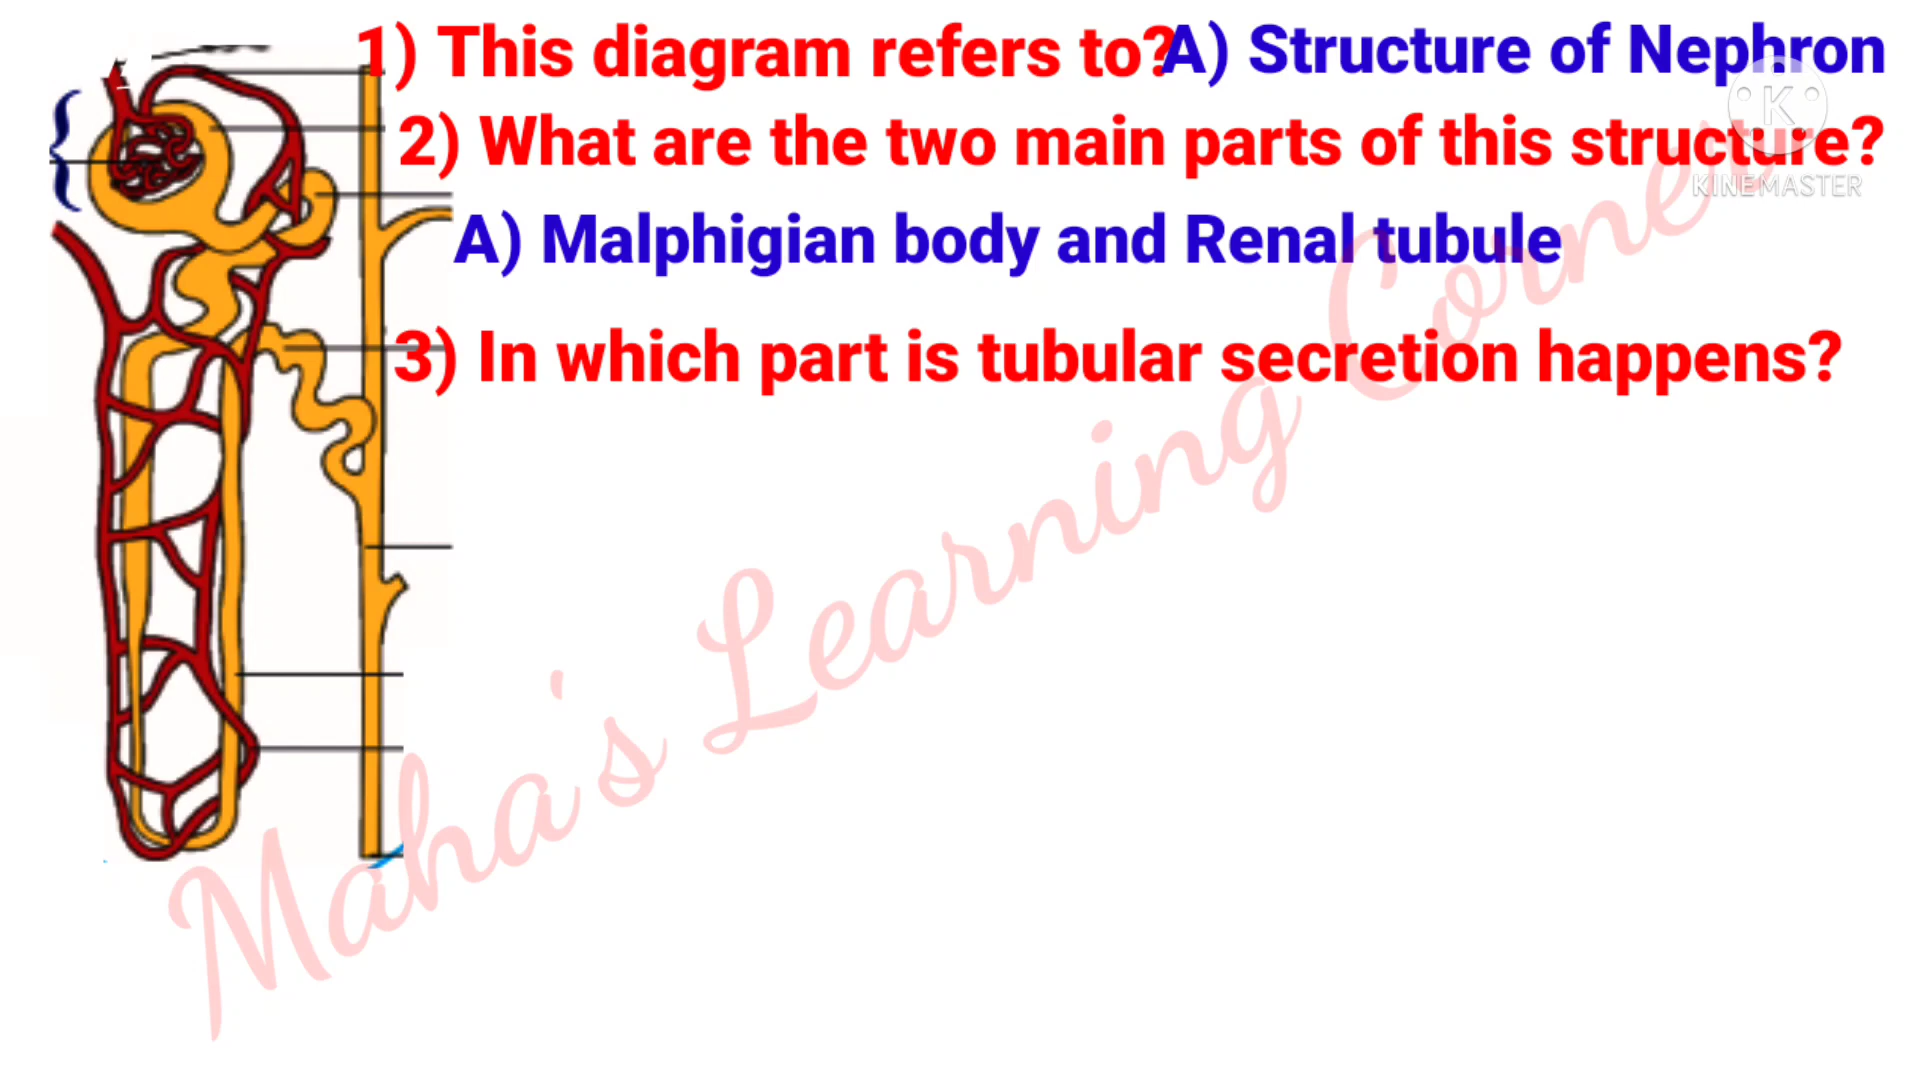 1) This diagram refers to? A) Structure of Nephron
2) What are the two main parts of this structure?
KINEMASTER
A) Malphigian body and Renal tubule
3) In which part is tubular secretion happens?
Maha's Learning Corner